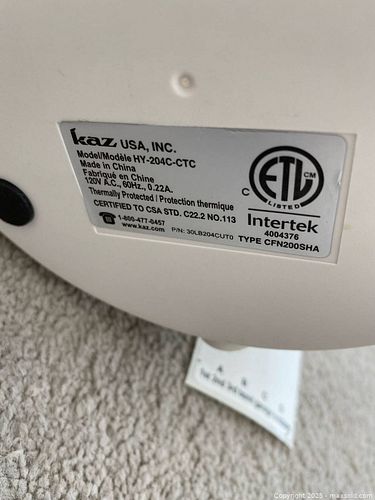 Kaz USA, INC.
Model/Modèle HY-204C-CTC
Made in China
Fabriqué en Chine
120V A.C., 60Hz., 0.22A.
Thermally Protected / Protection thermique
CERTIFIED TO CSA STD. C22.2 NO.113
1-800-477-0457
www.kaz.com
P/N: 30LB204CUT0
C ETL CM
LISTED
Intertek
4004376
TYPE CFN200SHA
A B C D
Copyright 2025 - maxsold.com